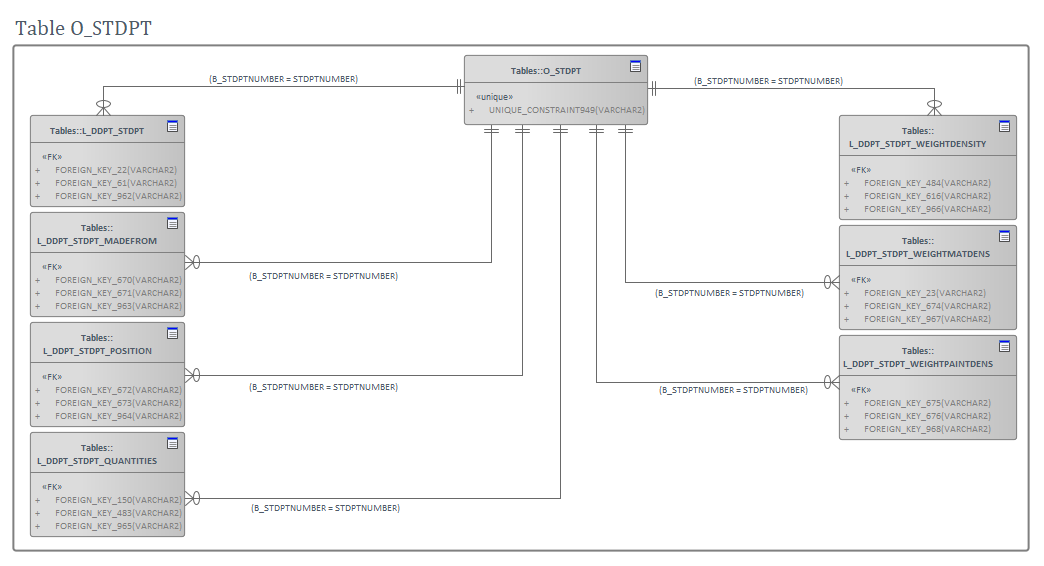 Table O_STDPT
Tables::O_STDPT
«unique»
+ UNIQUE_CONSTRAINT949(VARCHAR2)
(B_STDPTNUMBER = STDPTNUMBER)
(B_STDPTNUMBER = STDPTNUMBER)
Tables::L_DDPT_STDPT
«FK»
+ FOREIGN_KEY_22(VARCHAR2)
+ FOREIGN_KEY_61(VARCHAR2)
+ FOREIGN_KEY_962(VARCHAR2)
Tables::
L_DDPT_STDPT_MADEFROM
«FK»
+ FOREIGN_KEY_670(VARCHAR2)
+ FOREIGN_KEY_671(VARCHAR2)
+ FOREIGN_KEY_963(VARCHAR2)
(B_STDPTNUMBER = STDPTNUMBER)
Tables::
L_DDPT_STDPT_POSITION
«FK»
+ FOREIGN_KEY_672(VARCHAR2)
+ FOREIGN_KEY_673(VARCHAR2)
+ FOREIGN_KEY_964(VARCHAR2)
(B_STDPTNUMBER = STDPTNUMBER)
Tables::
L_DDPT_STDPT_QUANTITIES
«FK»
+ FOREIGN_KEY_150(VARCHAR2)
+ FOREIGN_KEY_483(VARCHAR2)
+ FOREIGN_KEY_965(VARCHAR2)
(B_STDPTNUMBER = STDPTNUMBER)
Tables::
L_DDPT_STDPT_WEIGHTDENSITY
«FK»
+ FOREIGN_KEY_484(VARCHAR2)
+ FOREIGN_KEY_616(VARCHAR2)
+ FOREIGN_KEY_966(VARCHAR2)
Tables::
L_DDPT_STDPT_WEIGHTMATDENS
«FK»
+ FOREIGN_KEY_23(VARCHAR2)
+ FOREIGN_KEY_674(VARCHAR2)
+ FOREIGN_KEY_967(VARCHAR2)
(B_STDPTNUMBER = STDPTNUMBER)
Tables::
L_DDPT_STDPT_WEIGHTPAINTDENS
«FK»
+ FOREIGN_KEY_675(VARCHAR2)
+ FOREIGN_KEY_676(VARCHAR2)
+ FOREIGN_KEY_968(VARCHAR2)
(B_STDPTNUMBER = STDPTNUMBER)